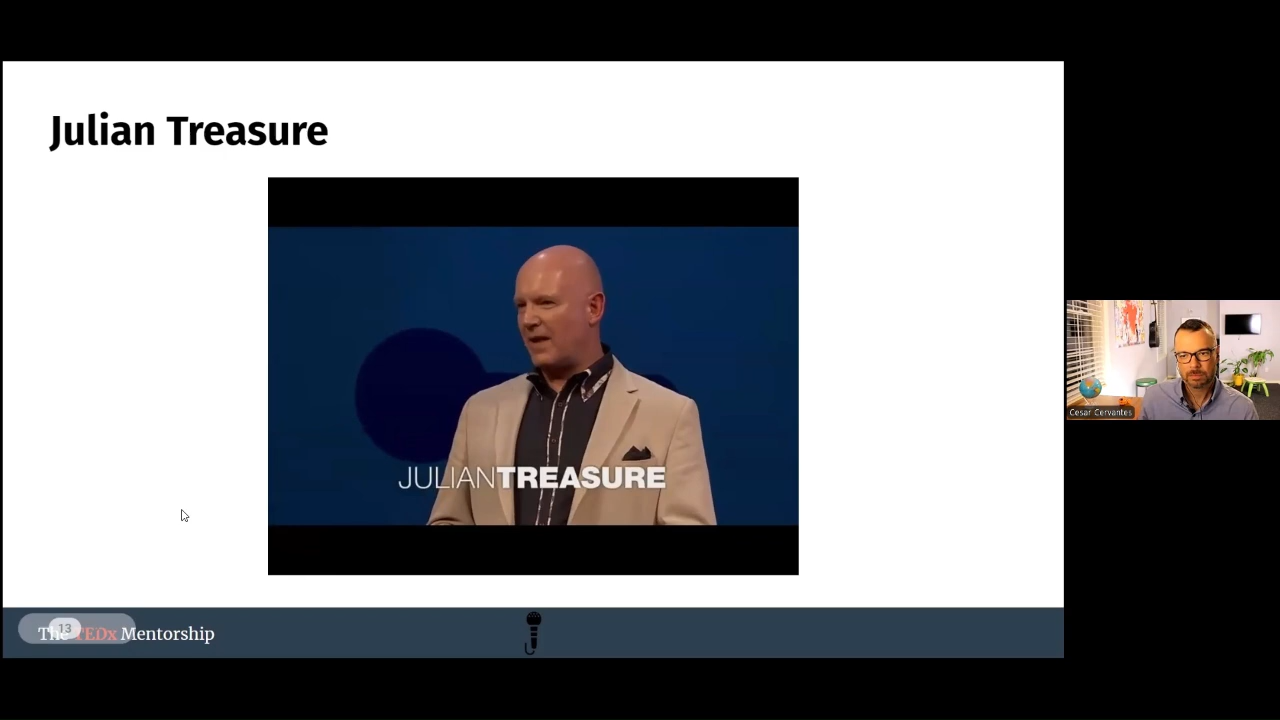 Julian Treasure
JULIANTREASURE
Cesar Cervantes
13
The TEDx Mentorship